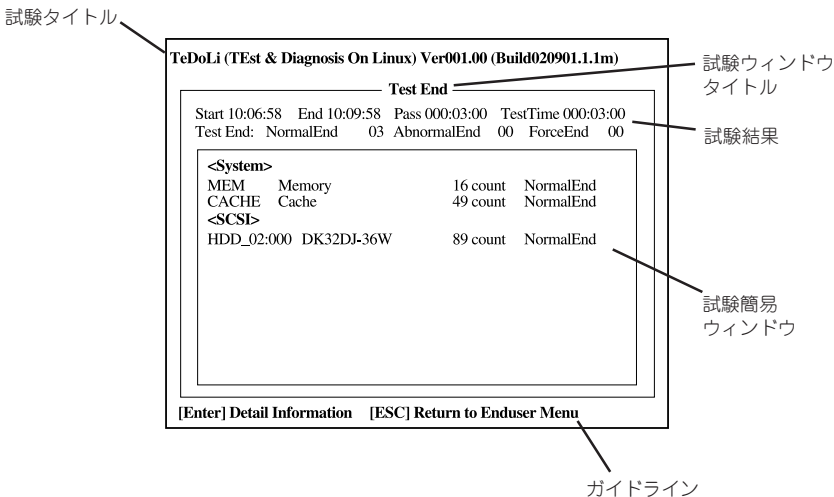 試験タイトル
TeDoLi (TEst & Diagnosis On Linux) Ver001.00 (Build020901.1.1m)
試験ウィンドウ
タイトル
Test End
Start 10:06:58 End 10:09:58 Pass 000:03:00 TestTime 000:03:00
Test End: NormalEnd 03 AbnormalEnd 00 ForceEnd 00
試験結果
<System>
MEM Memory 16 count NormalEnd
CACHE Cache 49 count NormalEnd
<SCSI>
HDD_02:000 DK32DJ-36W 89 count NormalEnd
試験簡易
ウィンドウ
[Enter] Detail Information [ESC] Return to Enduser Menu
ガイドライン